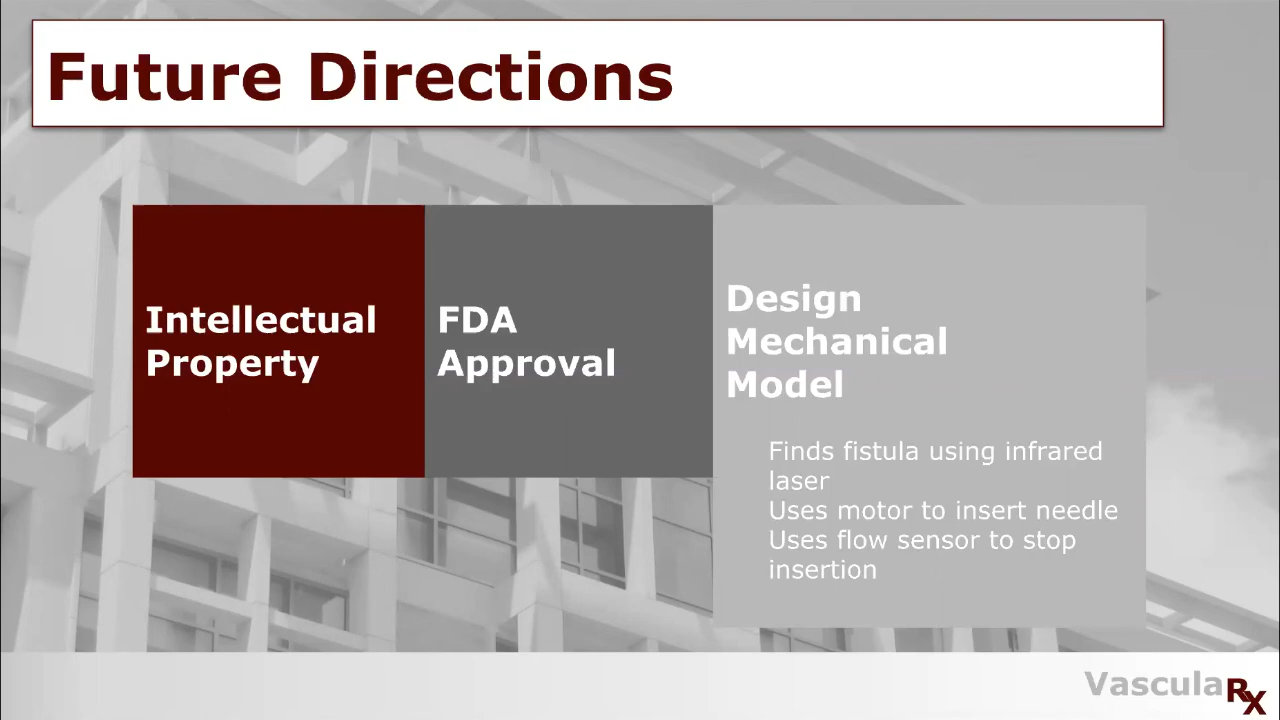 Future Directions
Intellectual
Property
FDA
Approval
Design
Mechanical
Model
Finds fistula using infrared
laser
Uses motor to insert needle
Uses flow sensor to stop
insertion
VasculaRx